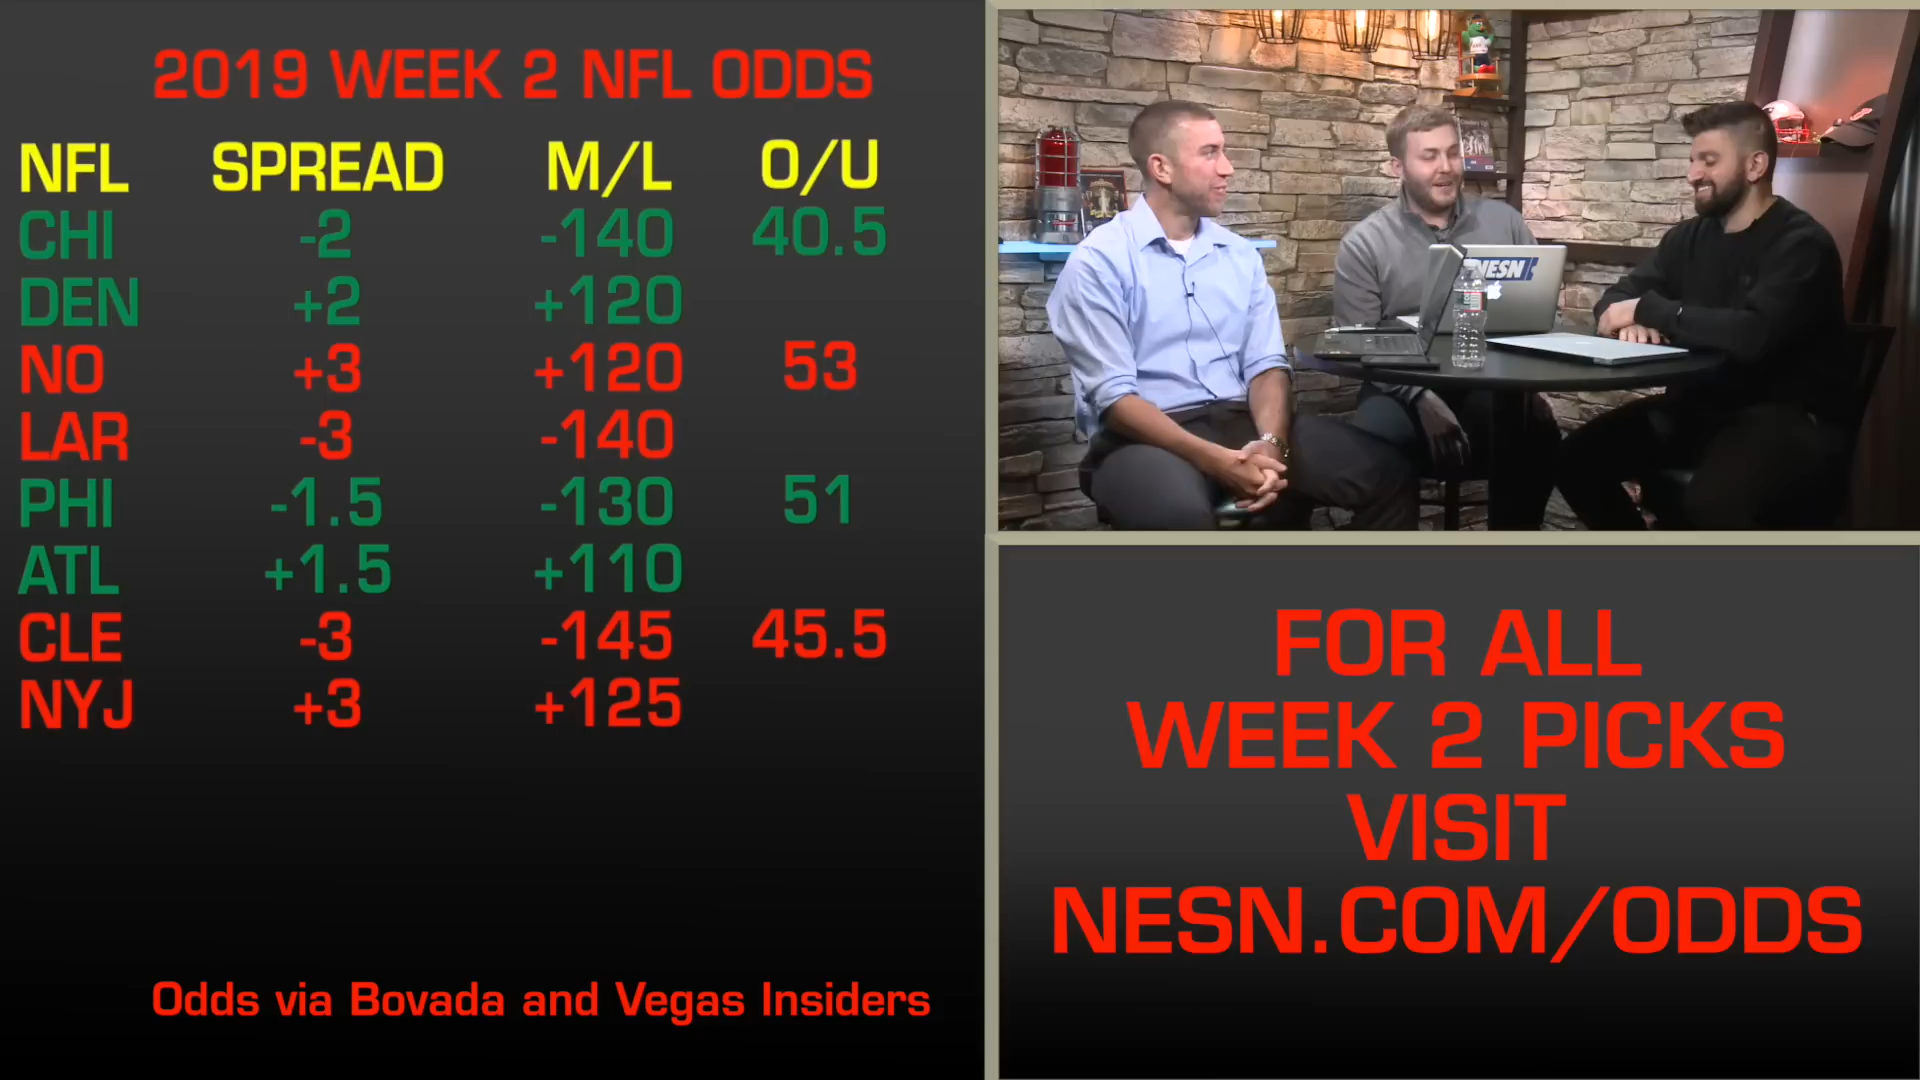 2019 WEEK 2 NFL ODDS
NFL SPREAD M/L O/U
CHI -2 -140 40.5
DEN +2 +120
NO +3 +120 53
LAR -3 -140
PHI -1.5 -130 51
ATL +1.5 +110
CLE -3 -145 45.5
NYJ +3 +125
Odds via Bovada and Vegas Insiders
NESN
FOR ALL
WEEK 2 PICKS
VISIT
NESN.COM/ODDS